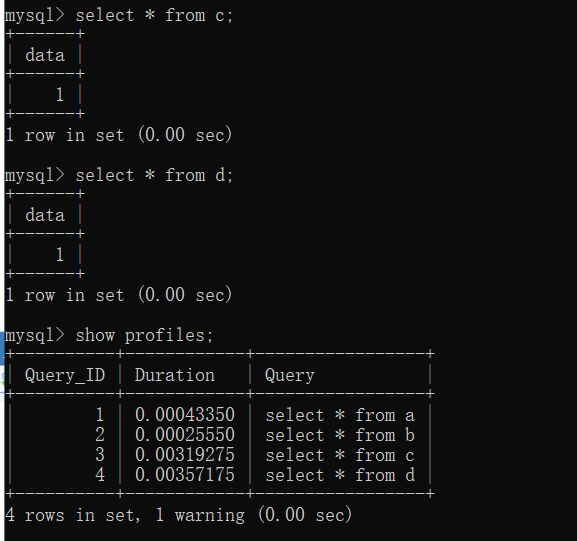 mysql> select * from c;
+------+
| data |
+------+
|    1 |
+------+
1 row in set (0.00 sec)
mysql> select * from d;
+------+
| data |
+------+
|    1 |
+------+
1 row in set (0.00 sec)
mysql> show profiles;
+----------+------------+-----------------+
| Query_ID | Duration   | Query           |
+----------+------------+-----------------+
|        1 | 0.00043350 | select * from a |
|        2 | 0.00025550 | select * from b |
|        3 | 0.00319275 | select * from c |
|        4 | 0.00357175 | select * from d |
+----------+------------+-----------------+
4 rows in set, 1 warning (0.00 sec)